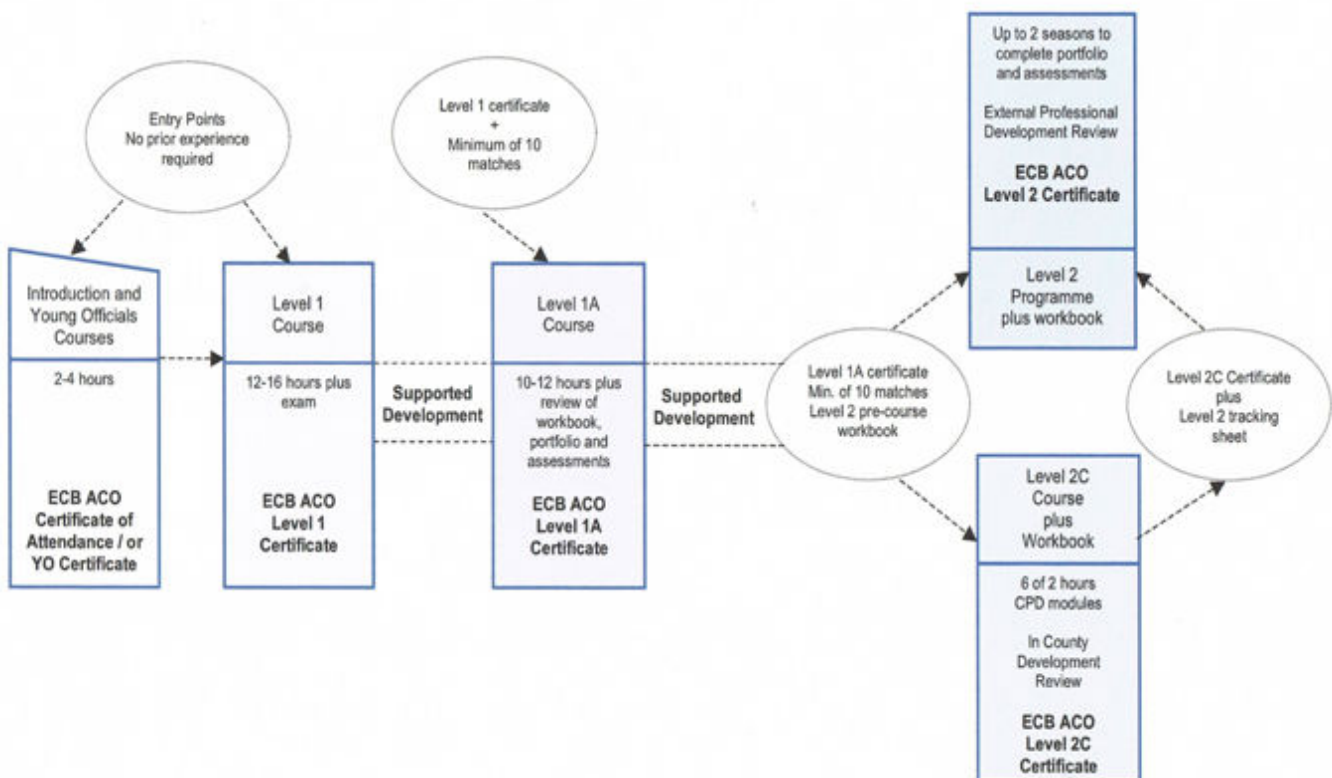 Entry Points
No prior experience
required
Level 1 certificate
+
Minimum of 10
matches
Up to 2 seasons to
complete portfolio
and assessments
External Professional
Development Review
ECB ACO
Level 2 Certificate
Introduction and
Young Officials
Courses
2-4 hours
ECB ACO
Certificate of
Attendance / or
YO Certificate
Level 1
Course
12-16 hours plus
exam
ECB ACO
Level 1
Certificate
Supported
Development
Level 1A
Course
10-12 hours plus
review of
workbook,
portfolio and
assessments
ECB ACO
Level 1A
Certificate
Supported
Development
Level 1A certificate
Min. of 10 matches
Level 2 pre-course
workbook
Level 2
Programme
plus workbook
Level 2C Certificate
plus
Level 2 tracking
sheet
Level 2C
Course
plus
Workbook
6 of 2 hours
CPD modules
In County
Development
Review
ECB ACO
Level 2C
Certificate